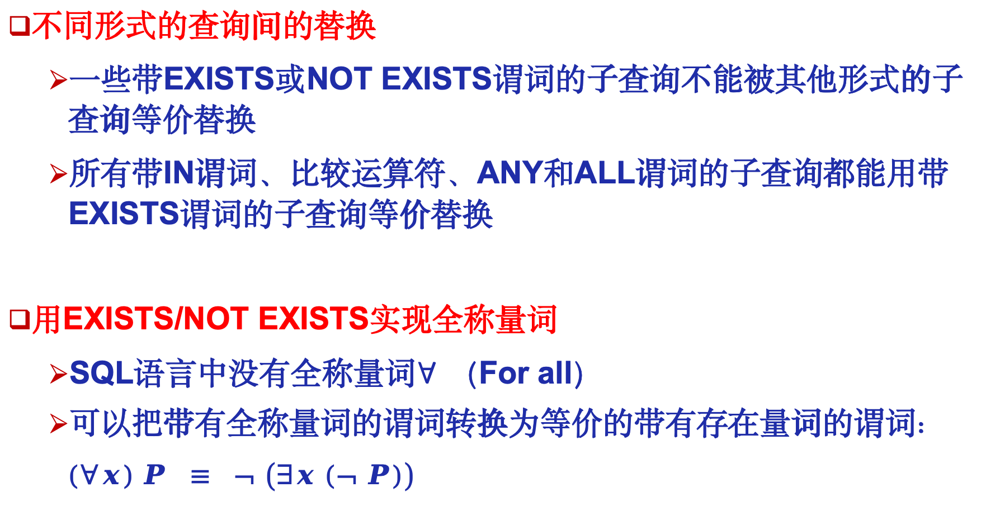 ❑不同形式的查询间的替换
➢一些带EXISTS或NOT EXISTS谓词的子查询不能被其他形式的子
查询等价替换
➢所有带IN谓词、比较运算符、ANY和ALL谓词的子查询都能用带
EXISTS谓词的子查询等价替换
❑用EXISTS/NOT EXISTS实现全称量词
➢SQL语言中没有全称量词∀ （For all）
➢可以把带有全称量词的谓词转换为等价的带有存在量词的谓词：
(∀x) P ≡ ¬ (∃x (¬ P))